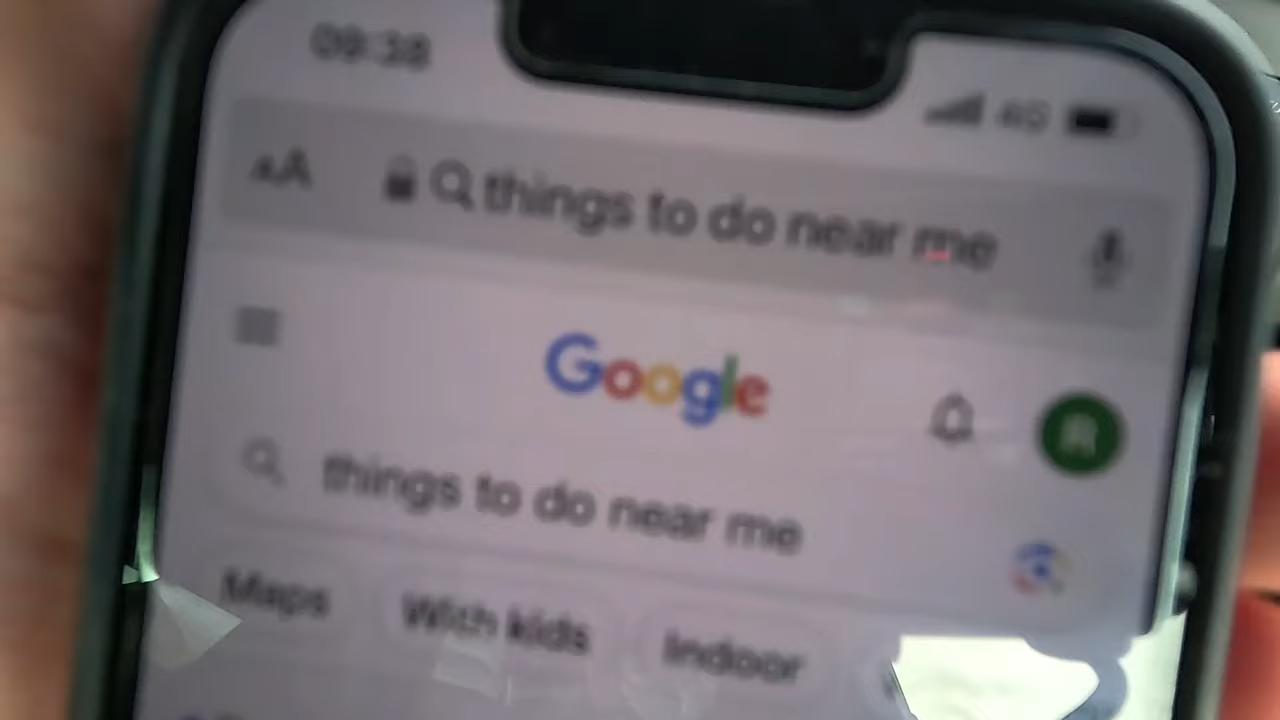 09:38
4G
AA things to do near me
Google
R
things to do near me
Maps With kids Indoor